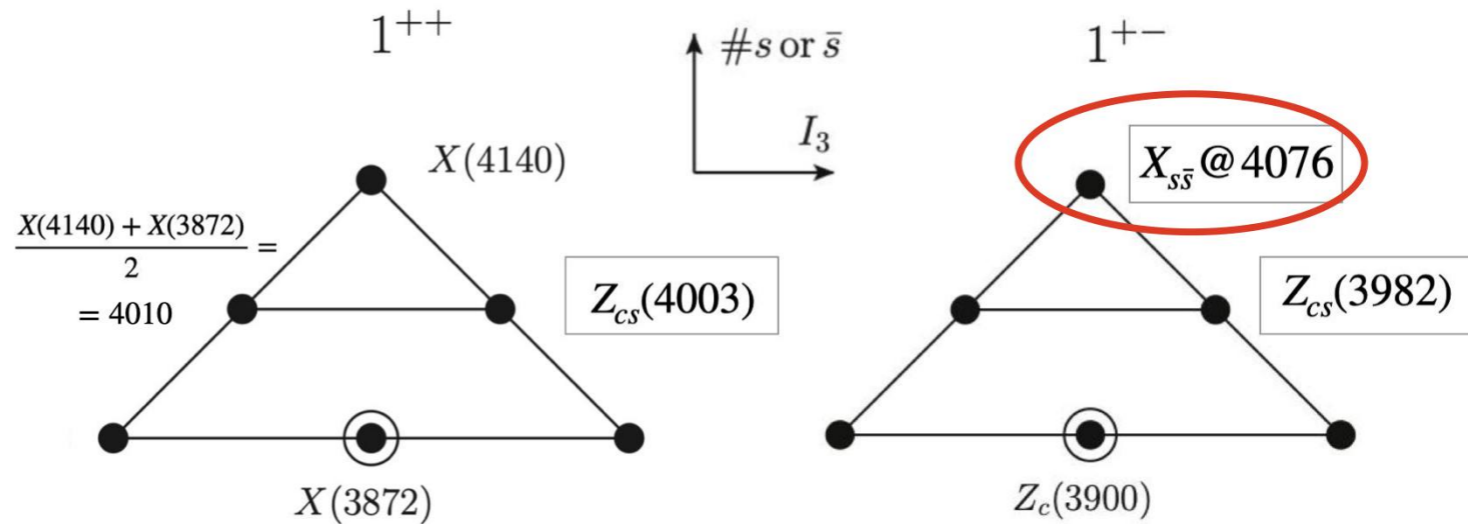 1⁺⁺
#s or s̄
I₃
1⁺⁻
X(4140)
X_{ss̄}@4076
X(4140) + X(3872)
2
=
= 4010
Z_{cs}(4003)
Z_{cs}(3982)
X(3872)
Z_c(3900)